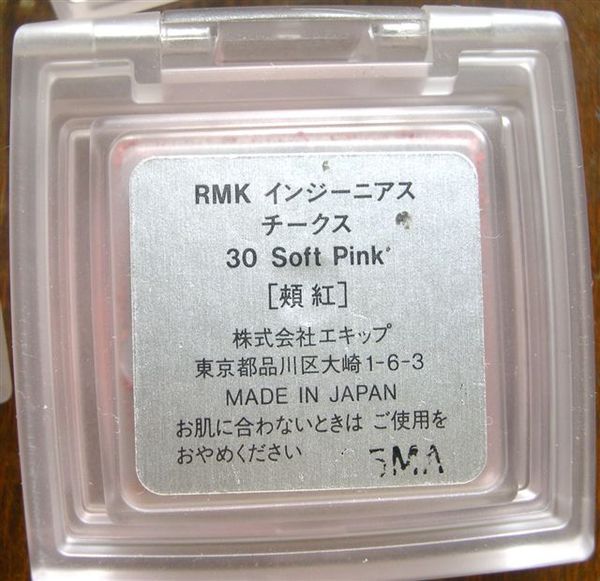 RMK インジーニアス
チークス
30 Soft Pink
[頰紅]
株式会社エキップ
東京都品川区大崎1-6-3
MADE IN JAPAN
お肌に合わないときは ご使用を
おやめください